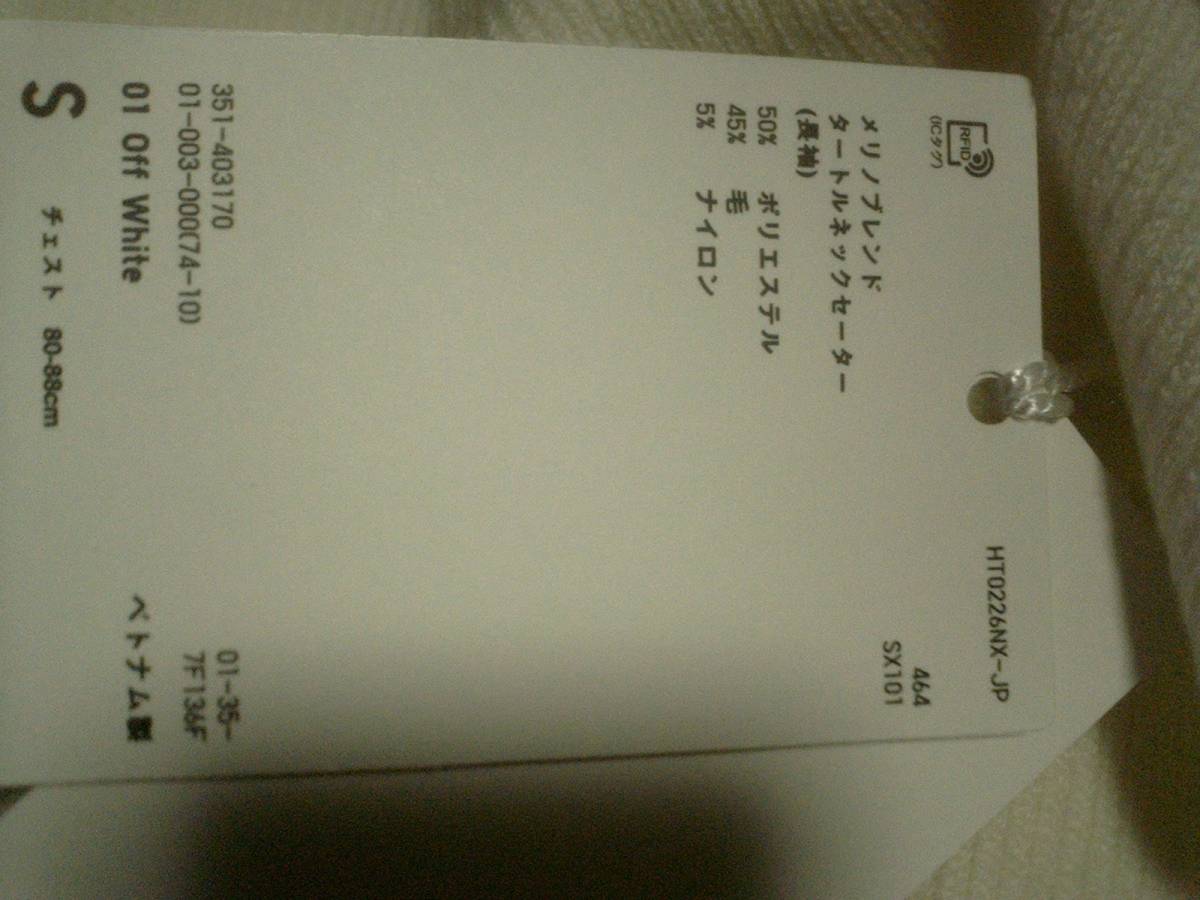 HT0226NX-JP
RFID
(ICタグ)
464
SX101
メリノブレンド
タートルネックセーター
(長袖)
50% ポリエステル
45% 毛
5% ナイロン
351-403170 01-35-
01-003-000(74-10) 7F136F
01 Off White ベトナム製
S チェスト 80-88cm